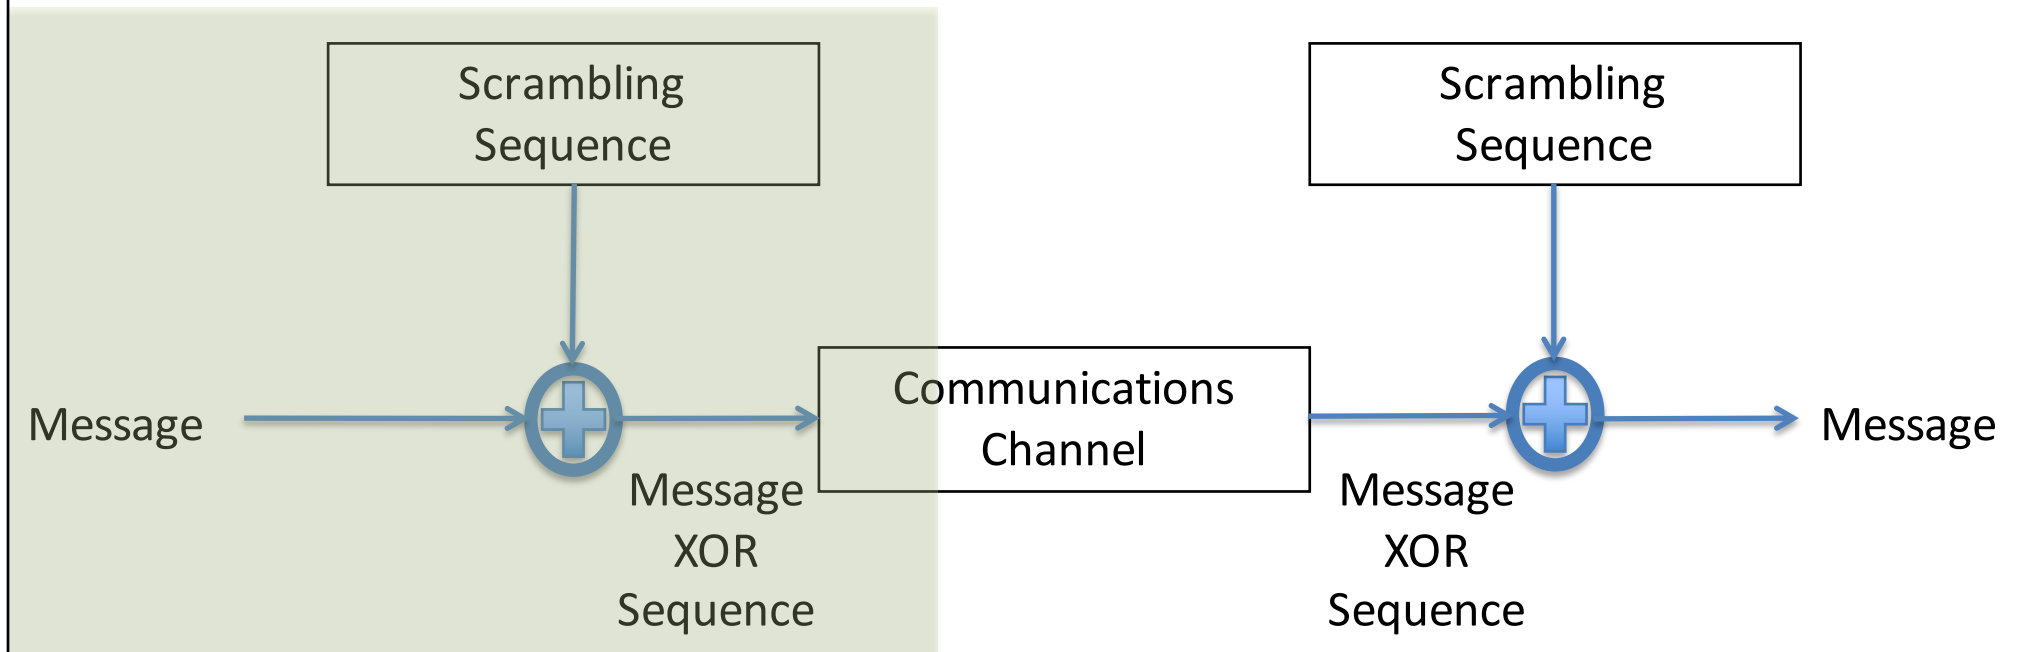 Scrambling
Sequence
Scrambling
Sequence
Message
Communications
Channel
Message
Message
XOR
Sequence
Message
XOR
Sequence